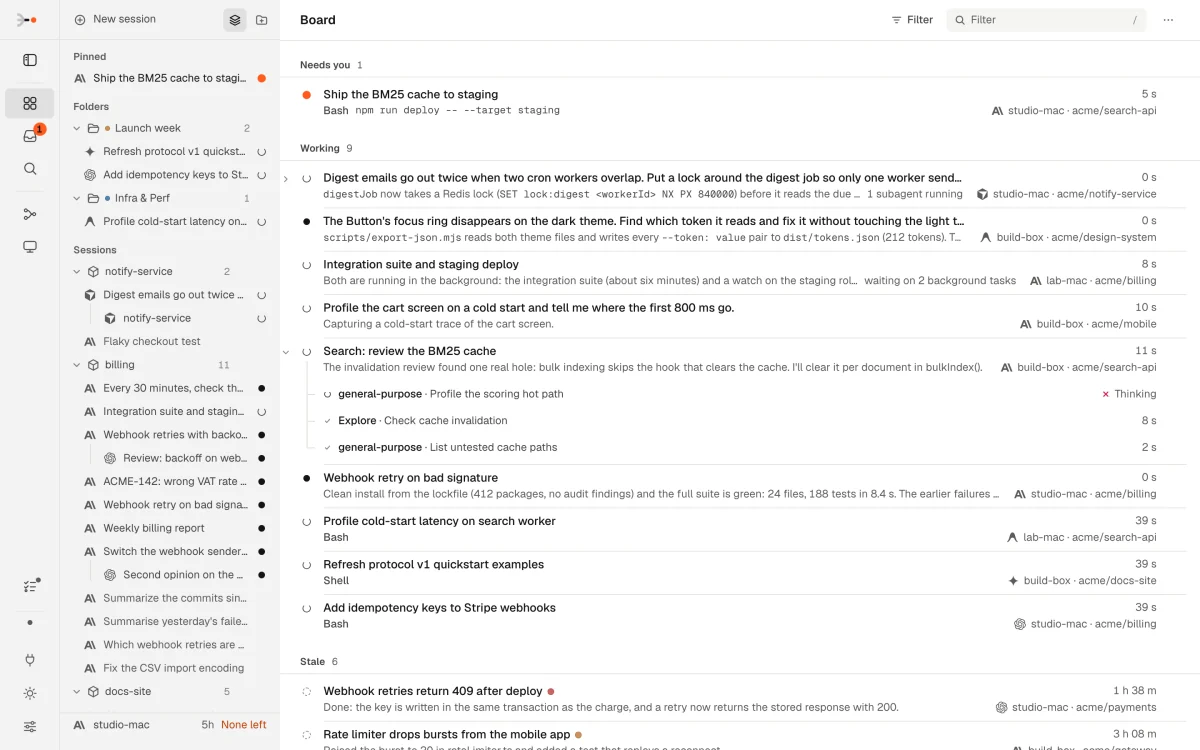 New session
Pinned
Ship the BM25 cache to stagi...
Folders
Launch week 2
Refresh protocol v1 quickst...
Add idempotency keys to St...
Infra & Perf 1
Profile cold-start latency on...
Sessions
notify-service 2
Digest emails go out twice ...
notify-service
Flaky checkout test
billing 11
Every 30 minutes, check th...
Integration suite and stagin...
Webhook retries with backo...
Review: backoff on web...
ACME-142: wrong VAT rate ...
Webhook retry on bad signa...
Weekly billing report
Switch the webhook sender...
Second opinion on the ...
Summarize the commits sin...
Summarise yesterday's faile...
Which webhook retries are ...
Fix the CSV import encoding
docs-site 5
studio-mac 5h None left
1
Board
Filter
Filter /
Needs you 1
Ship the BM25 cache to staging 5 s
Bash npm run deploy -- --target staging studio-mac · acme/search-api
Working 9
Digest emails go out twice when two cron workers overlap. Put a lock around the digest job so only one worker send... 0 s
digestJob now takes a Redis lock (SET lock:digest <workerId> NX PX 840000) before it reads the due ... 1 subagent running studio-mac · acme/notify-service
The Button's focus ring disappears on the dark theme. Find which token it reads and fix it without touching the light t... 0 s
scripts/export-json.mjs reads both theme files and writes every --token: value pair to dist/tokens.json (212 tokens). T... build-box · acme/design-system
Integration suite and staging deploy 8 s
Both are running in the background: the integration suite (about six minutes) and a watch on the staging rol... waiting on 2 background tasks lab-mac · acme/billing
Profile the cart screen on a cold start and tell me where the first 800 ms go. 10 s
Capturing a cold-start trace of the cart screen. build-box · acme/mobile
Search: review the BM25 cache 11 s
The invalidation review found one real hole: bulk indexing skips the hook that clears the cache. I'll clear it per document in bulkIndex(). build-box · acme/search-api
general-purpose · Profile the scoring hot path × Thinking
Explore · Check cache invalidation 8 s
general-purpose · List untested cache paths 2 s
Webhook retry on bad signature 0 s
Clean install from the lockfile (412 packages, no audit findings) and the full suite is green: 24 files, 188 tests in 8.4 s. The earlier failures ... studio-mac · acme/billing
Profile cold-start latency on search worker 39 s
Bash lab-mac · acme/search-api
Refresh protocol v1 quickstart examples 39 s
Shell build-box · acme/docs-site
Add idempotency keys to Stripe webhooks 39 s
Bash studio-mac · acme/billing
Stale 6
Webhook retries return 409 after deploy 1 h 38 m
Done: the key is written in the same transaction as the charge, and a retry now returns the stored response with 200. studio-mac · acme/payments
Rate limiter drops bursts from the mobile app 3 h 08 m